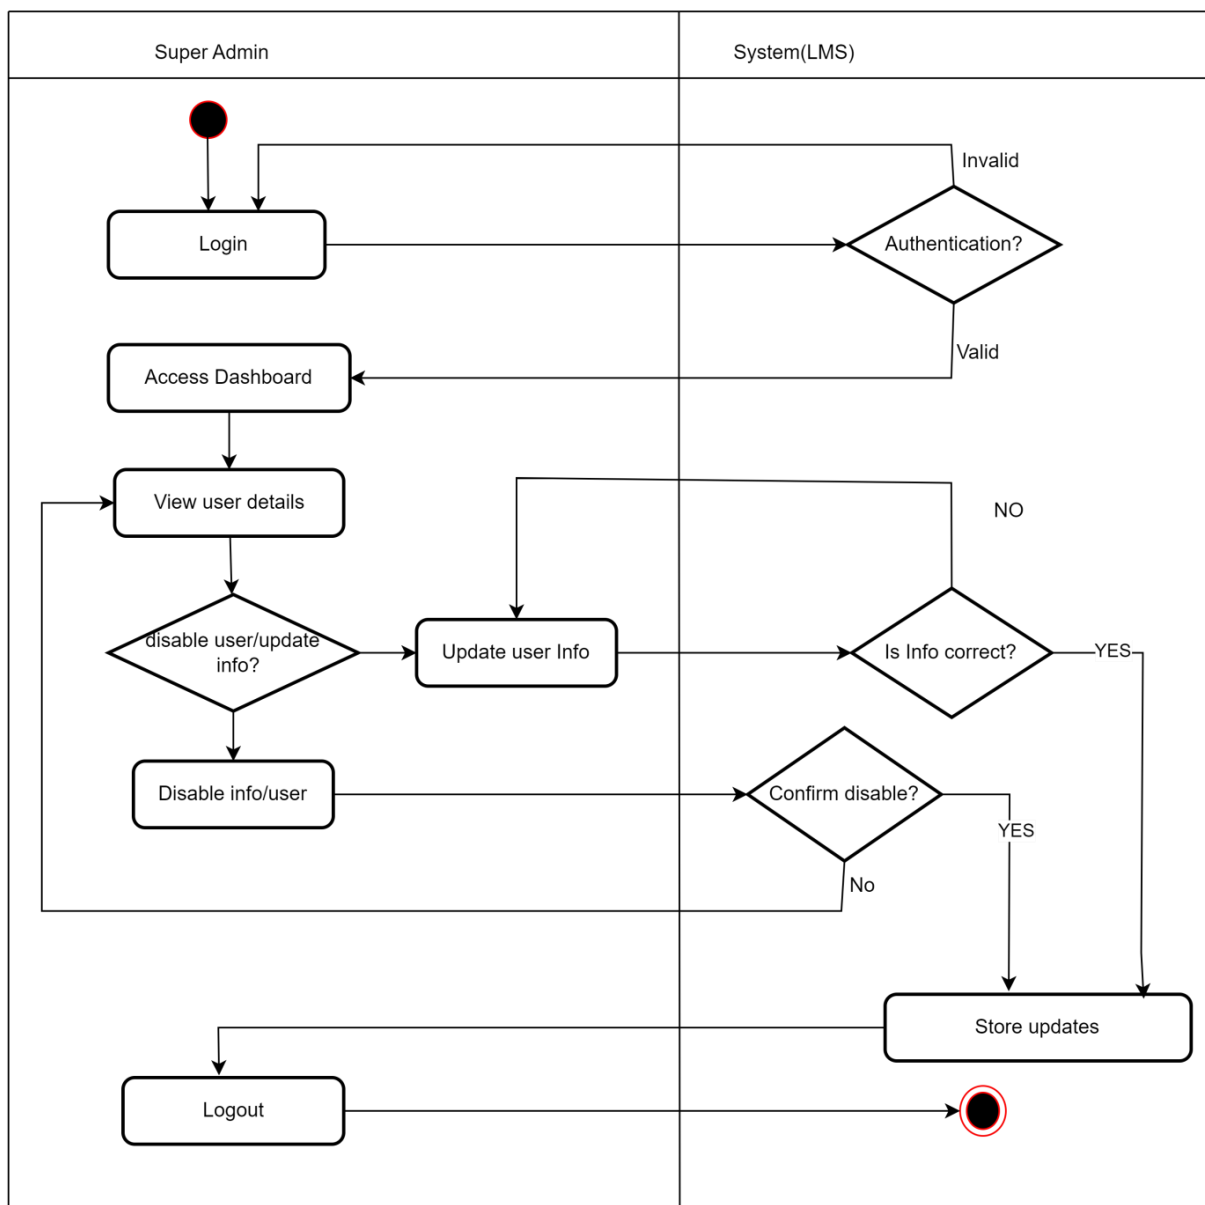 Super Admin
System(LMS)
Invalid
Login
Authentication?
Valid
Access Dashboard
View user details
NO
disable user/update
info?
Update user Info
Is Info correct?
YES
Disable info/user
Confirm disable?
YES
No
Store updates
Logout